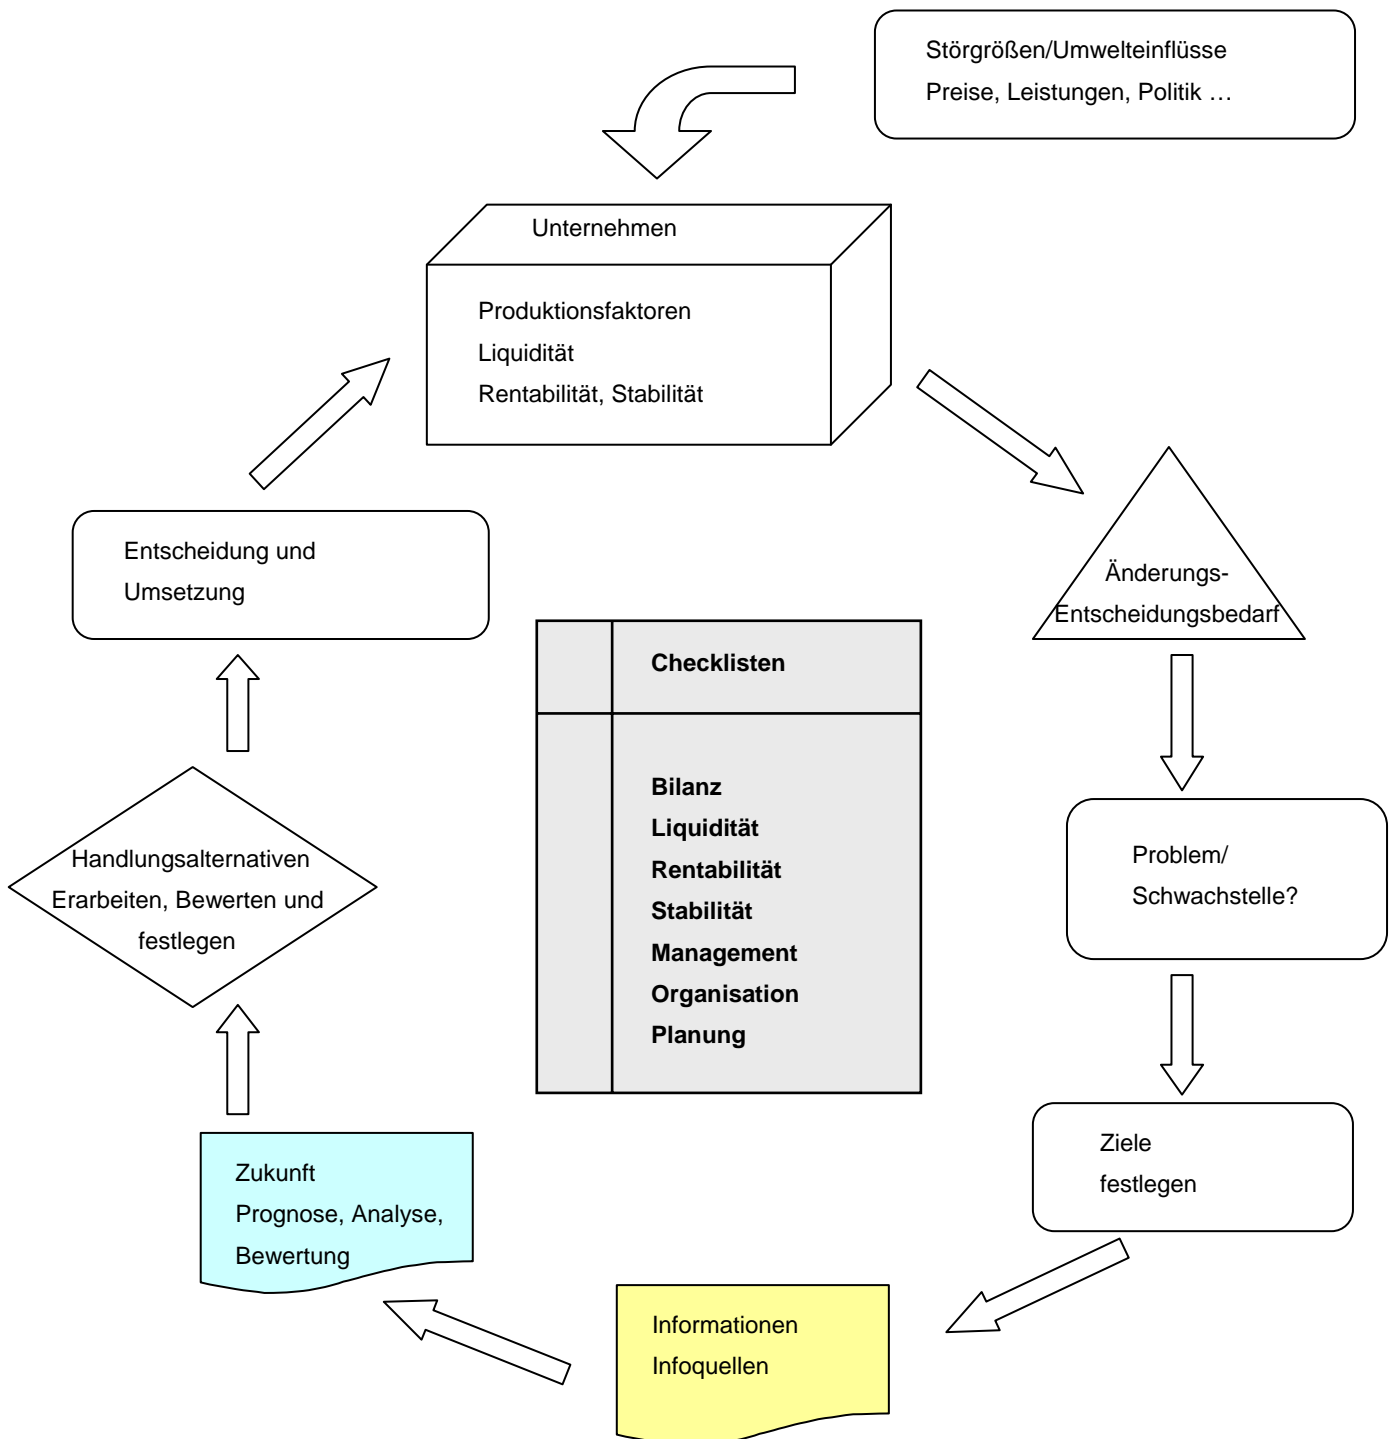 Störgrößen/Umwelteinflüsse
Preise, Leistungen, Politik …
Unternehmen
Produktionsfaktoren
Liquidität
Rentabilität, Stabilität
Änderungs-
Entscheidungsbedarf
Problem/
Schwachstelle?
Ziele
festlegen
Informationen
Infoquellen
Zukunft
Prognose, Analyse,
Bewertung
Handlungsalternativen
Erarbeiten, Bewerten und
festlegen
Entscheidung und
Umsetzung
Checklisten
Bilanz
Liquidität
Rentabilität
Stabilität
Management
Organisation
Planung